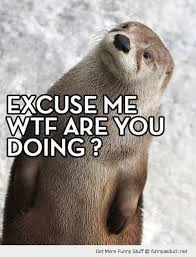 EXCUSE ME
WTF ARE YOU
DOING?
Get More Funny Stuff @ funnyasduck.net